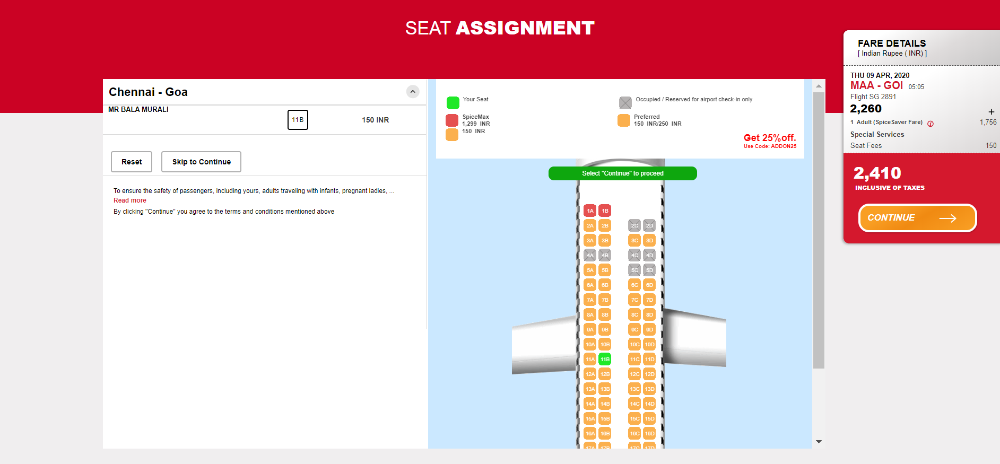 SEAT ASSIGNMENT
Chennai - Goa
MR BALA MURALI
11B
150 INR
Reset
Skip to Continue
To ensure the safety of passengers, including yours, adults traveling with infants, pregnant ladies, ...
Read more
By clicking "Continue" you agree to the terms and conditions mentioned above
Your Seat
Occupied / Reserved for airport check-in only
SpiceMax
1,299 INR
150 INR
Preferred
150 INR/250 INR
Get 25%off.
Use Code: ADDON25
Select "Continue" to proceed
1A 1B
2A 2B 2C 2D
3A 3B 3C 3D
4A 4B 4C 4D
5A 5B 5C 5D
6A 6B 6C 6D
7A 7B 7C 7D
8A 8B 8C 8D
9A 9B 9C 9D
10A 10B 10C 10D
11A 11B 11C 11D
12A 12B 12C 12D
13A 13B 13C 13D
14A 14B 14C 14D
15A 15B 15C 15D
16A 16B 16C 16D
17A 17B 17C 17D
FARE DETAILS
[ Indian Rupee ( INR) ]
THU 09 APR, 2020
MAA - GOI 05:05
Flight SG 2891
2,260 +
1 Adult (SpiceSaver Fare) i 1,756
Special Services
Seat Fees 150
2,410
INCLUSIVE OF TAXES
CONTINUE